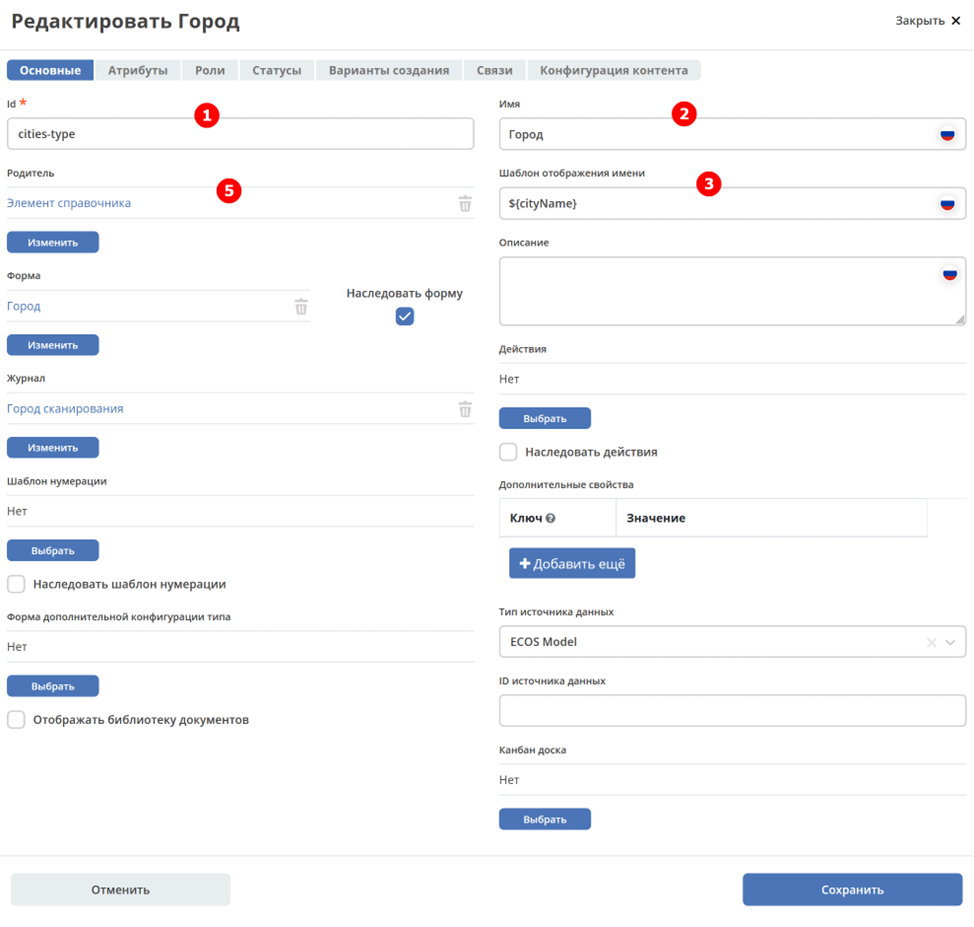 Редактировать Город
Закрыть ✕
Основные Атрибуты Роли Статусы Варианты создания Связи Конфигурация контента
Id *
1
cities-type
Родитель
5
Элемент справочника
Изменить
Форма
Город
Наследовать форму
Изменить
Журнал
Город сканирования
Изменить
Шаблон нумерации
Нет
Выбрать
Наследовать шаблон нумерации
Форма дополнительной конфигурации типа
Нет
Выбрать
Отображать библиотеку документов
Имя
2
Город
Шаблон отображения имени
3
${cityName}
Описание
Действия
Нет
Выбрать
Наследовать действия
Дополнительные свойства
Ключ ? Значение
+ Добавить ещё
Тип источника данных
ECOS Model
ID источника данных
Канбан доска
Нет
Выбрать
Отменить
Сохранить